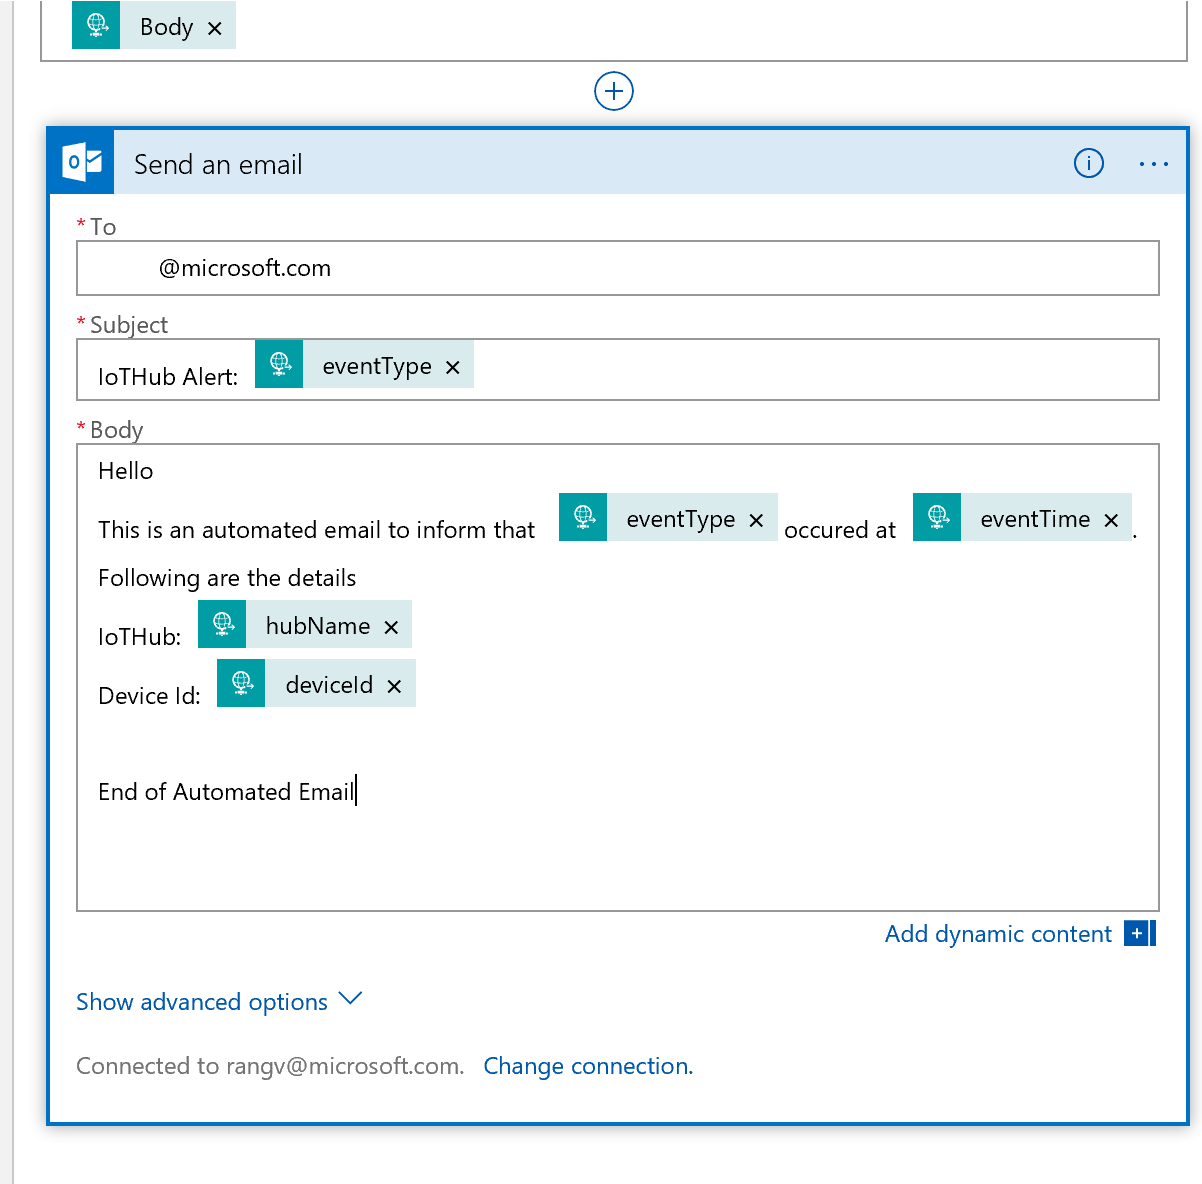 Body ×
Send an email
* To
@microsoft.com
* Subject
IoTHub Alert: eventType ×
* Body
Hello
This is an automated email to inform that eventType × occured at eventTime × .
Following are the details
IoTHub: hubName ×
Device Id: deviceId ×
End of Automated Email
Add dynamic content
Show advanced options
Connected to rangv@microsoft.com. Change connection.